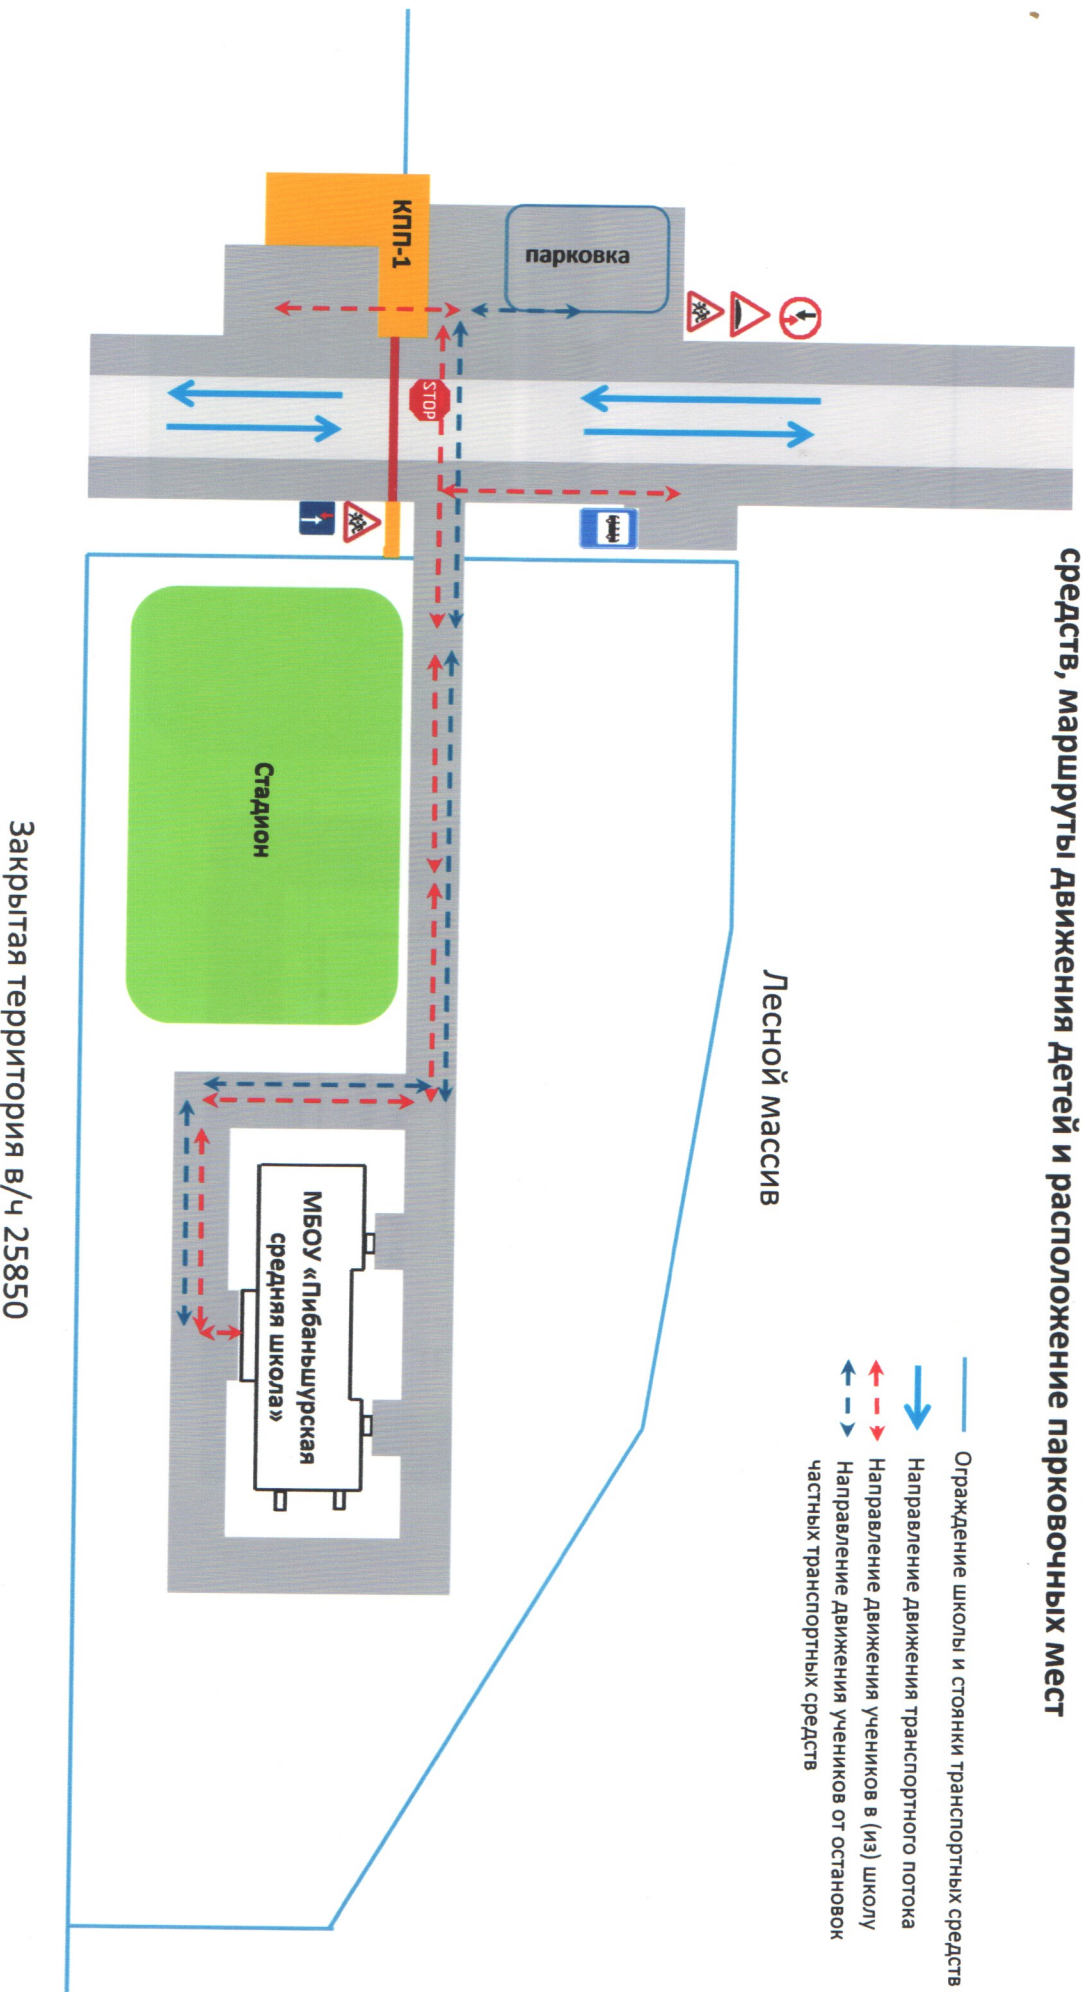 средств, маршруты движения детей и расположение парковочных мест
Ограждение школы и стоянки транспортных средств
Направление движения транспортного потока
Направление движения учеников в (из) школу
Направление движения учеников от остановок
частных транспортных средств
Лесной массив
парковка
КПП-1
STOP
Стадион
МБОУ «Пибаньшурская
средняя школа»
Закрытая территория в/ч 25850